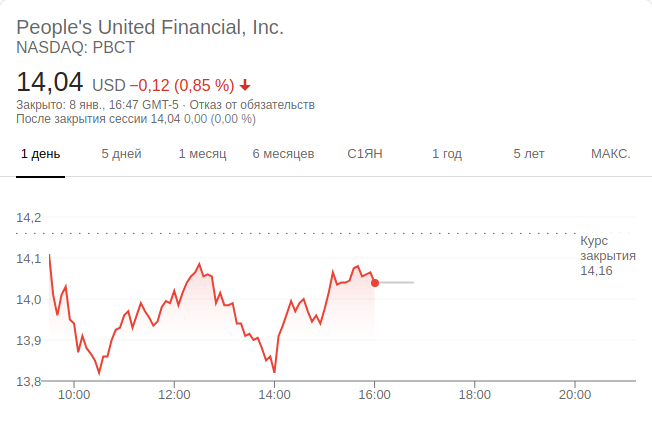 People's United Financial, Inc.
NASDAQ: PBCT
14,04 USD −0,12 (0,85 %)
Закрыто: 8 янв., 16:47 GMT-5 · Отказ от обязательств
После закрытия сессии 14,04 0,00 (0,00 %)
1 день 5 дней 1 месяц 6 месяцев С1ЯН 1 год 5 лет МАКС.
14,2
Курс
закрытия
14,16
14,1
14,0
13,9
13,8
10:00 12:00 14:00 16:00 18:00 20:00